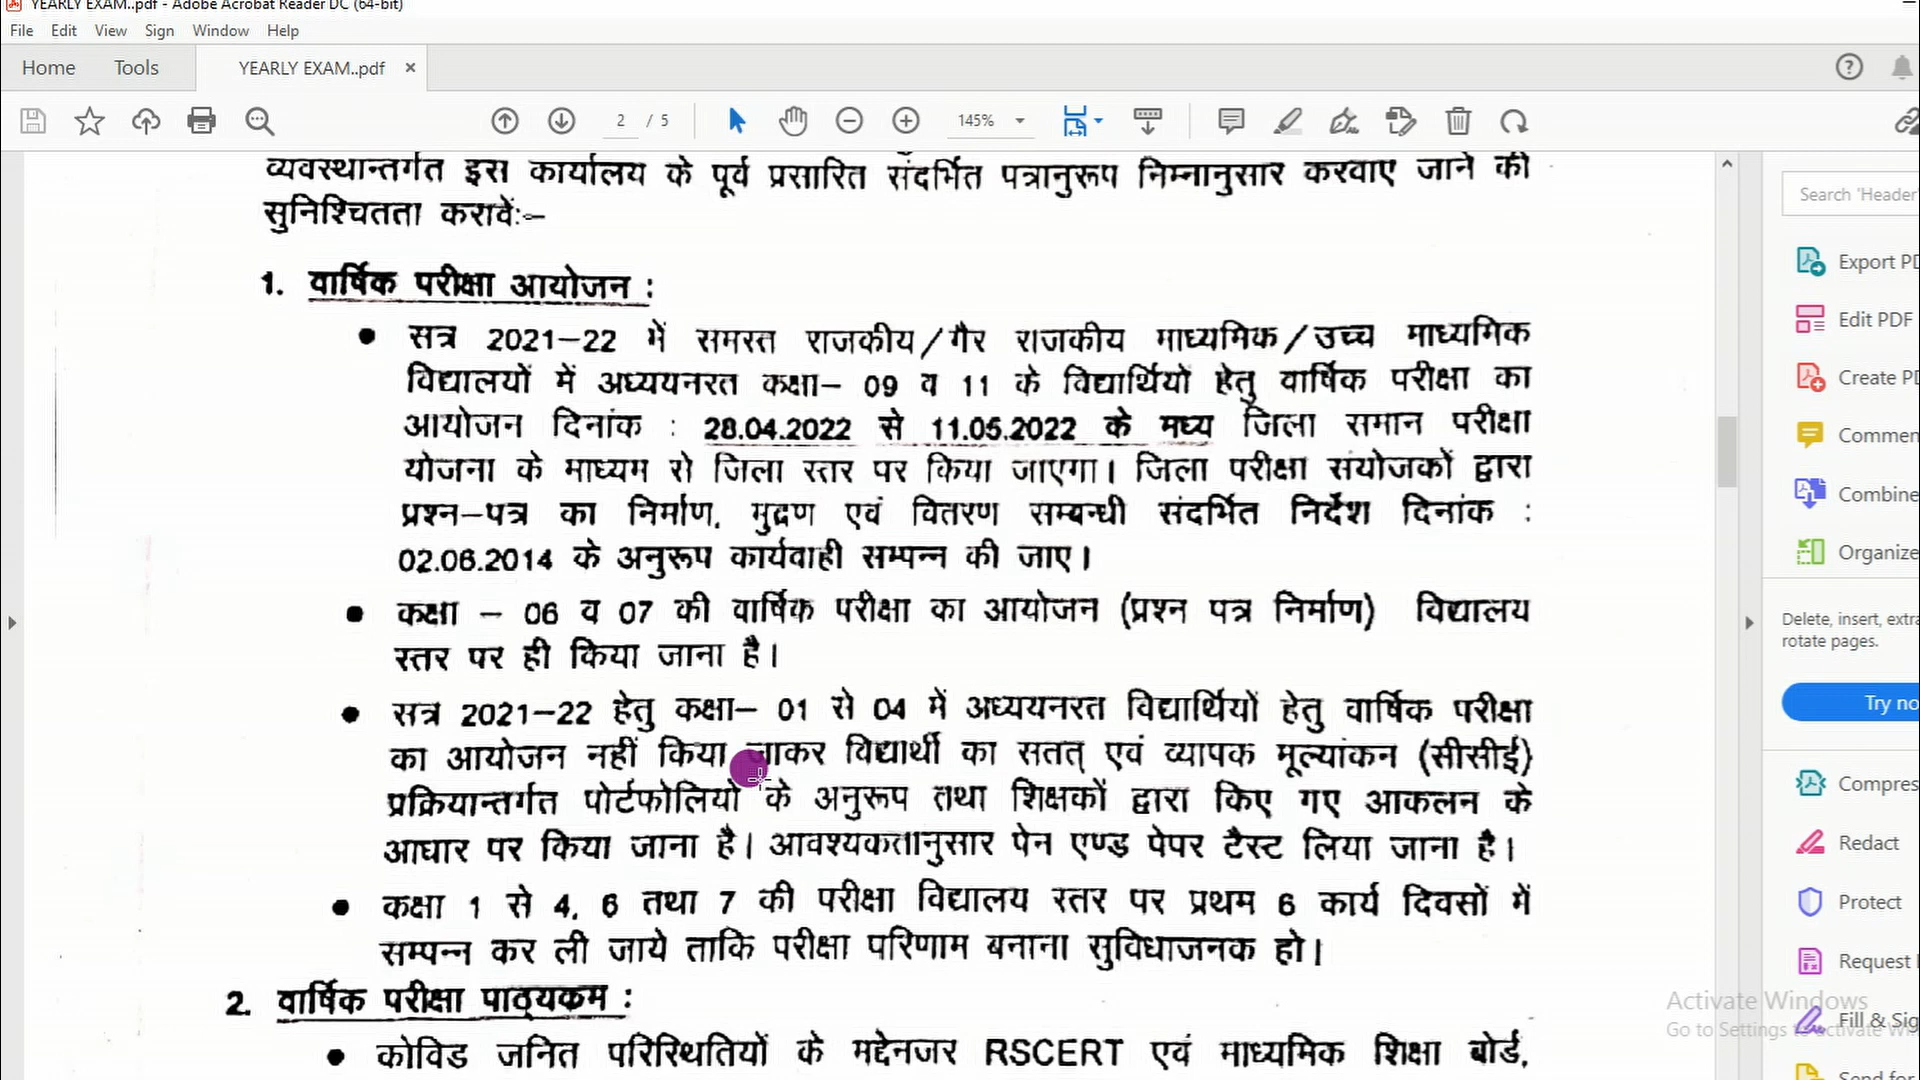 YEARLY EXAM..pdf - Adobe Acrobat Reader DC (64-bit)
File Edit View Sign Window Help
Home Tools YEARLY EXAM..pdf ×
2 / 5 145%
व्यवस्थान्तर्गत इस कार्यालय के पूर्व प्रसारित संदर्भित पत्रानुरूप निम्नानुसार करवाए जाने की
सुनिश्चितता करावें:–
1. वार्षिक परीक्षा आयोजन :
● सत्र 2021–22 में समस्त राजकीय/गैर राजकीय माध्यमिक/उच्च माध्यमिक
विद्यालयों में अध्ययनरत कक्षा– 09 व 11 के विद्यार्थियों हेतु वार्षिक परीक्षा का
आयोजन दिनांक : 28.04.2022 से 11.05.2022 के मध्य जिला समान परीक्षा
योजना के माध्यम से जिला स्तर पर किया जाएगा। जिला परीक्षा संयोजकों द्वारा
प्रश्न–पत्र का निर्माण, मुद्रण एवं वितरण सम्बन्धी संदर्भित निर्देश दिनांक :
02.06.2014 के अनुरूप कार्यवाही सम्पन्न की जाए।
● कक्षा – 06 व 07 की वार्षिक परीक्षा का आयोजन (प्रश्न पत्र निर्माण) विद्यालय
स्तर पर ही किया जाना है।
● सत्र 2021–22 हेतु कक्षा– 01 से 04 में अध्ययनरत विद्यार्थियों हेतु वार्षिक परीक्षा
का आयोजन नहीं किया जाकर विद्यार्थी का सतत् एवं व्यापक मूल्यांकन (सीसीई)
प्रक्रियान्तर्गत पोर्टफोलियो के अनुरूप तथा शिक्षकों द्वारा किए गए आकलन के
आधार पर किया जाना है। आवश्यकतानुसार पेन एण्ड पेपर टैस्ट लिया जाना है।
● कक्षा 1 से 4, 6 तथा 7 की परीक्षा विद्यालय स्तर पर प्रथम 6 कार्य दिवसों में
सम्पन्न कर ली जाये ताकि परीक्षा परिणाम बनाना सुविधाजनक हो।
2. वार्षिक परीक्षा पाठ्यकम :
● कोविड जनित परिस्थितियों के मद्देनजर RSCERT एवं माध्यमिक शिक्षा बोर्ड,
Search 'Header
Export PD
Edit PDF
Create PD
Commen
Combine
Organize
Delete, insert, extra
rotate pages.
Try no
Compres
Redact
Protect
Request
Activate Windows
Go to Settings to activate W
Fill & Sig
Send for